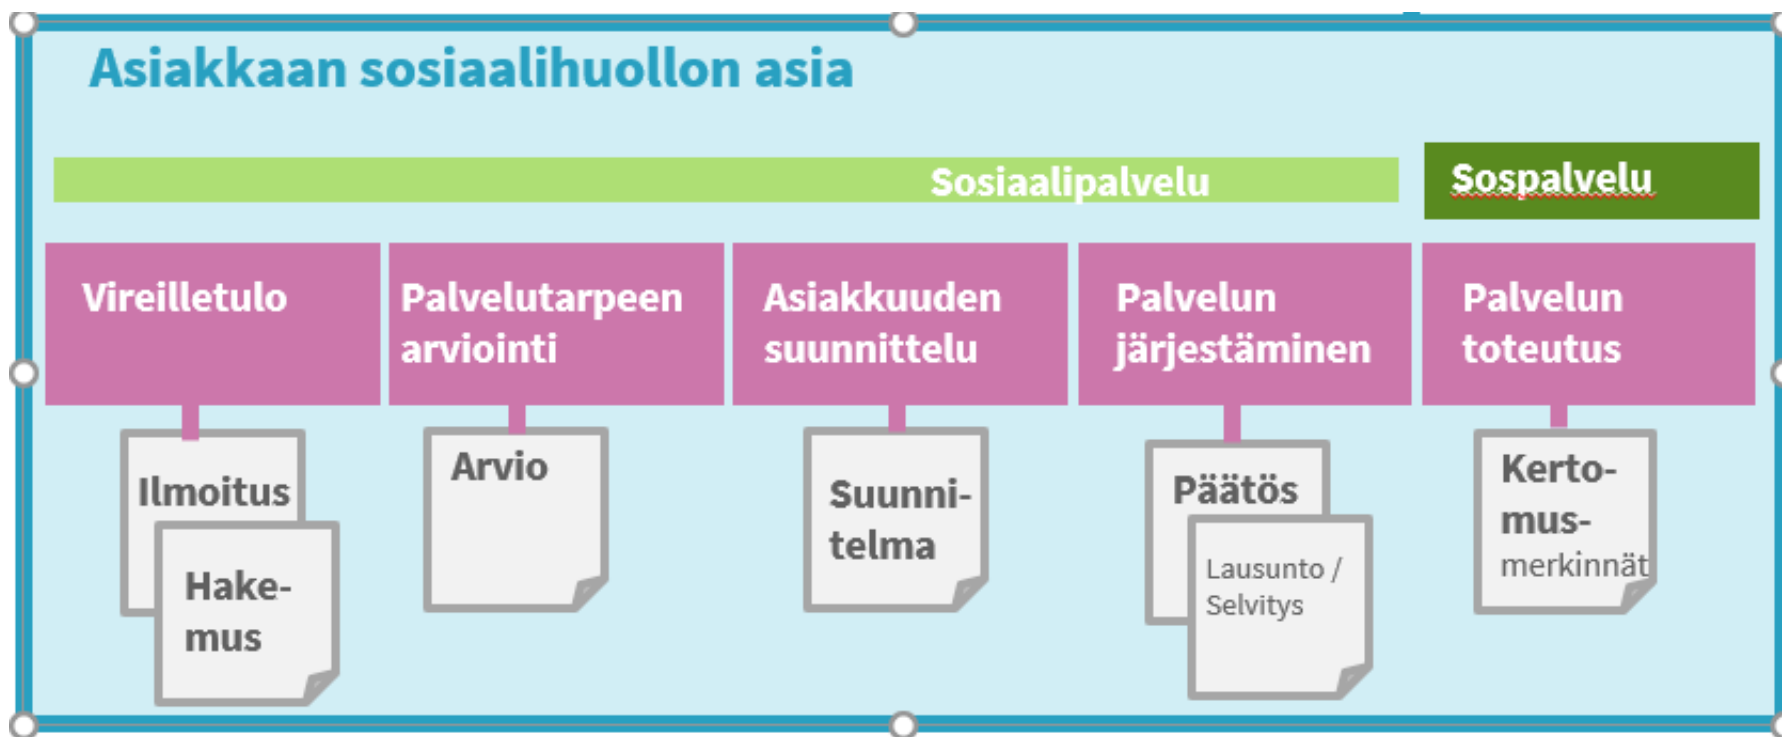 Asiakkaan sosiaalihuollon asia
Sosiaalipalvelu
Sospalvelu
Vireilletulo
Palvelutarpeen
arviointi
Asiakkuuden
suunnittelu
Palvelun
järjestäminen
Palvelun
toteutus
Ilmoitus
Hake-
mus
Arvio
Suunni-
telma
Päätös
Lausunto /
Selvitys
Kerto-
mus-
merkinnät